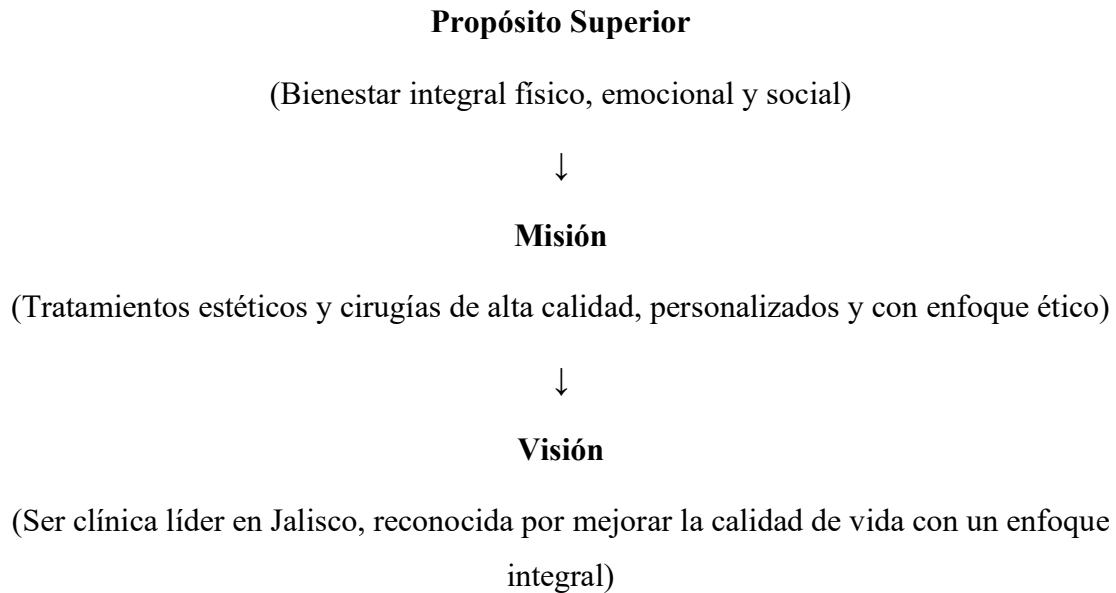 Propósito Superior
(Bienestar integral físico, emocional y social)
↓
Misión
(Tratamientos estéticos y cirugías de alta calidad, personalizados y con enfoque ético)
↓
Visión
(Ser clínica líder en Jalisco, reconocida por mejorar la calidad de vida con un enfoque
integral)